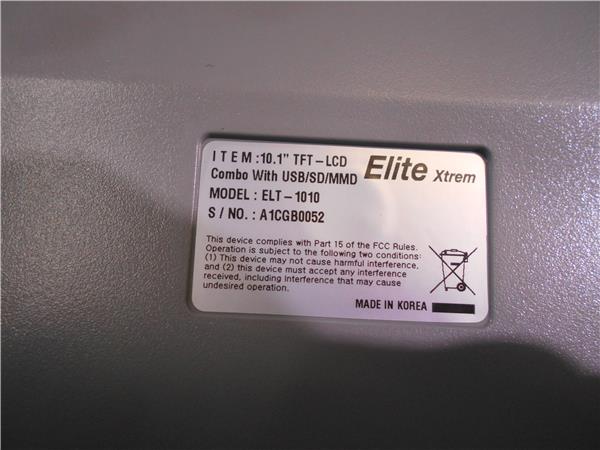 ITEM :10.1" TFT-LCD
Elite Xtrem
Combo With USB/SD/MMD
MODEL : ELT-1010
S / NO. : A1CGB0052
This device complies with Part 15 of the FCC Rules.
Operation is subject to the following two conditions:
(1) This device may not cause harmful interference,
and (2) this device must accept any interference
received, including Interference that may cause
undesired operation.
MADE IN KOREA